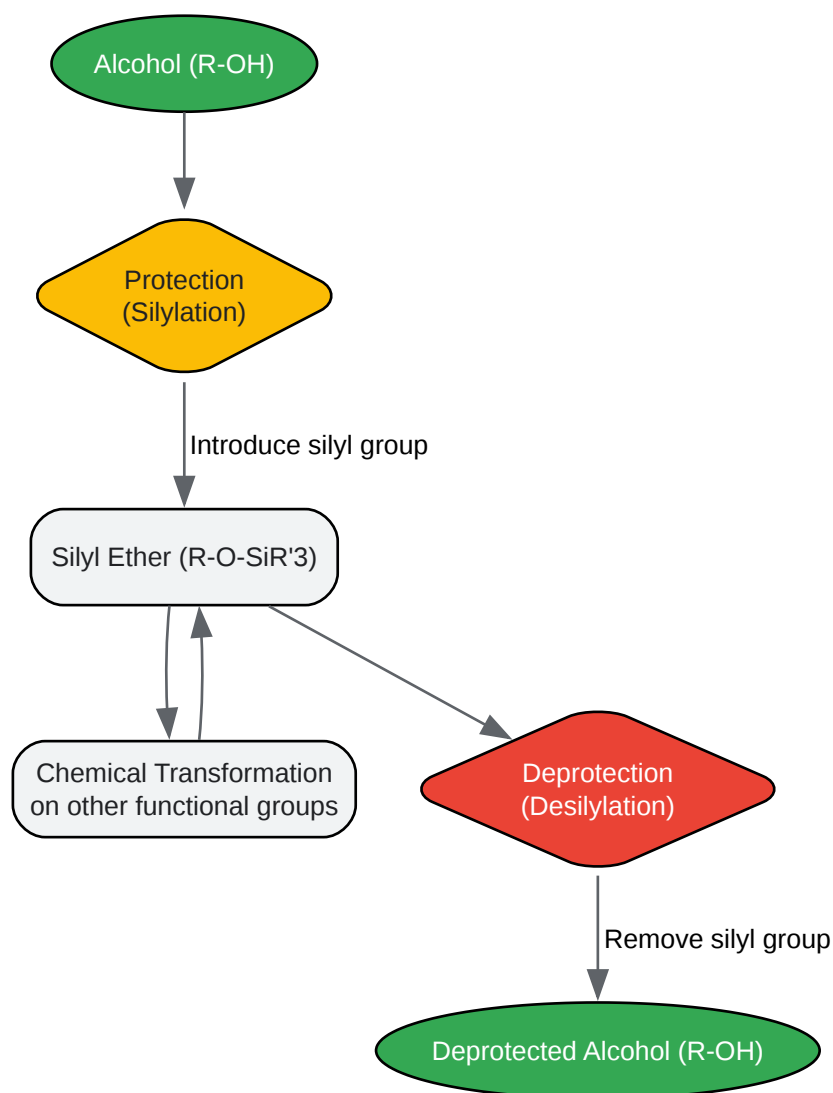 Alcohol (R-OH)
Protection
(Silylation)
Introduce silyl group
Silyl Ether (R-O-SiR'3)
Chemical Transformation
on other functional groups
Deprotection
(Desilylation)
Remove silyl group
Deprotected Alcohol (R-OH)